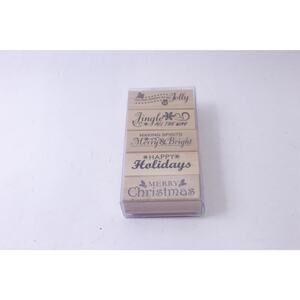 Jolly
Jingle
ALL THE WAY
MAKING SPIRITS
Merry & Bright
HAPPY
Holidays
MERRY
Christmas